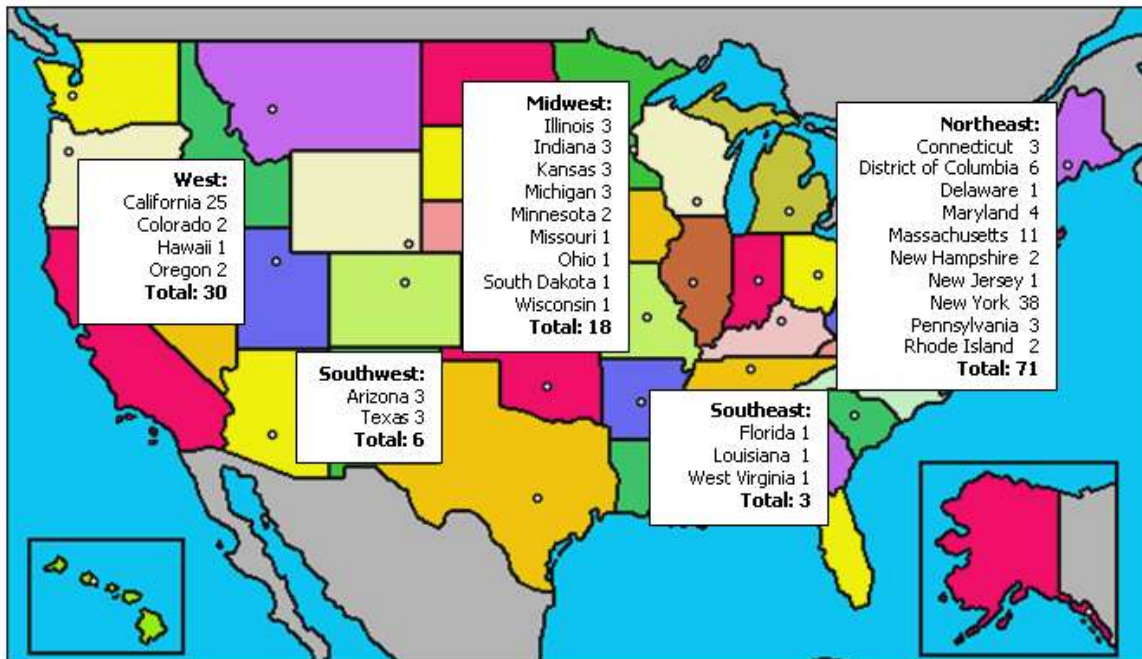 West:
California 25
Colorado 2
Hawaii 1
Oregon 2
Total: 30
Southwest:
Arizona 3
Texas 3
Total: 6
Midwest:
Illinois 3
Indiana 3
Kansas 3
Michigan 3
Minnesota 2
Missouri 1
Ohio 1
South Dakota 1
Wisconsin 1
Total: 18
Southeast:
Florida 1
Louisiana 1
West Virginia 1
Total: 3
Northeast:
Connecticut 3
District of Columbia 6
Delaware 1
Maryland 4
Massachusetts 11
New Hampshire 2
New Jersey 1
New York 38
Pennsylvania 3
Rhode Island 2
Total: 71